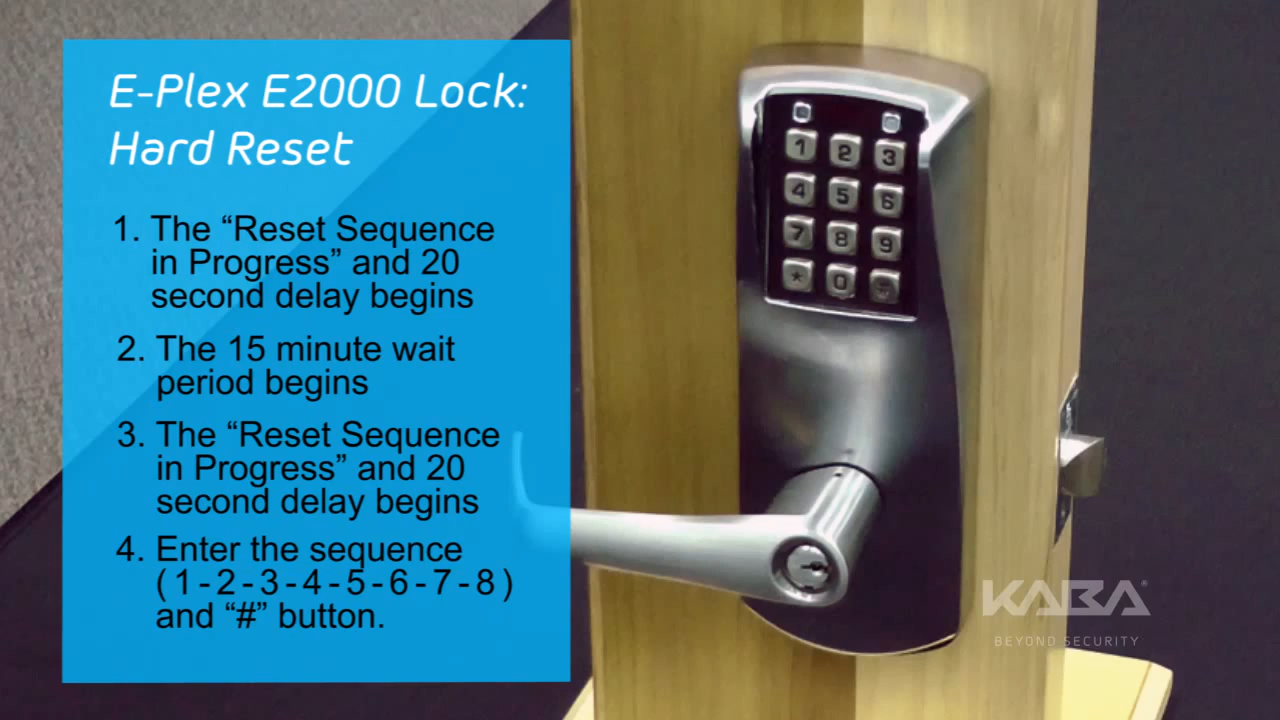 E-Plex E2000 Lock:
Hard Reset
1. The “Reset Sequence
in Progress” and 20
second delay begins
2. The 15 minute wait
period begins
3. The “Reset Sequence
in Progress” and 20
second delay begins
4. Enter the sequence
(1-2-3-4-5-6-7-8)
and “#” button.
1 2 3
4 5 6
7 8 9
* 0
KABA®
BEYOND SECURITY